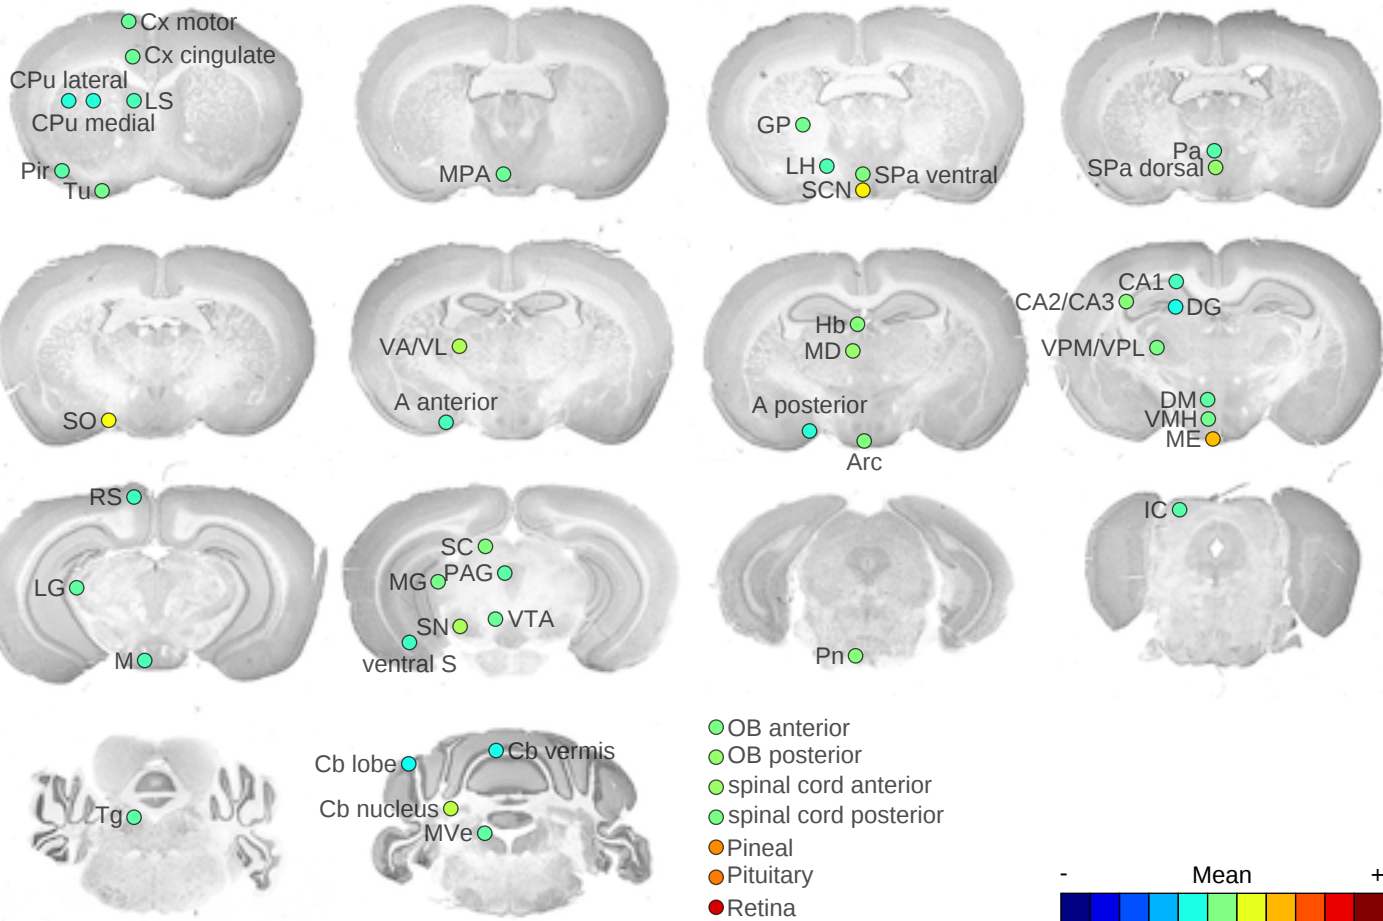 Cx motor
Cx cingulate
CPu lateral
LS
CPu medial
Pir
Tu
MPA
GP
LH
SPa ventral
SCN
Pa
SPa dorsal
SO
VA/VL
A anterior
Hb
MD
A posterior
Arc
CA1
CA2/CA3
DG
VPM/VPL
DM
VMH
ME
RS
LG
M
SC
MG
PAG
SN
VTA
ventral S
Pn
IC
Tg
Cb lobe
Cb vermis
Cb nucleus
MVe
OB anterior
OB posterior
spinal cord anterior
spinal cord posterior
Pineal
Pituitary
Retina
- Mean +